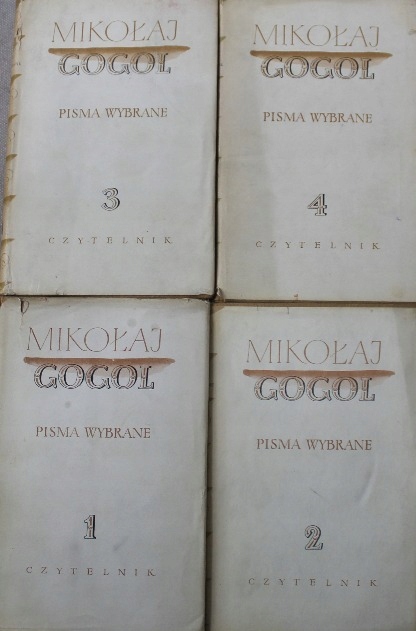 MIKOŁAJ
GOGOL
PISMA WYBRANE
3
CZYTELNIK
MIKOŁAJ
GOGOL
PISMA WYBRANE
4
CZYTELNIK
MIKOŁAJ
GOGOL
PISMA WYBRANE
1
CZYTELNIK
MIKOŁAJ
GOGOL
PISMA WYBRANE
2
CZYTELNIK